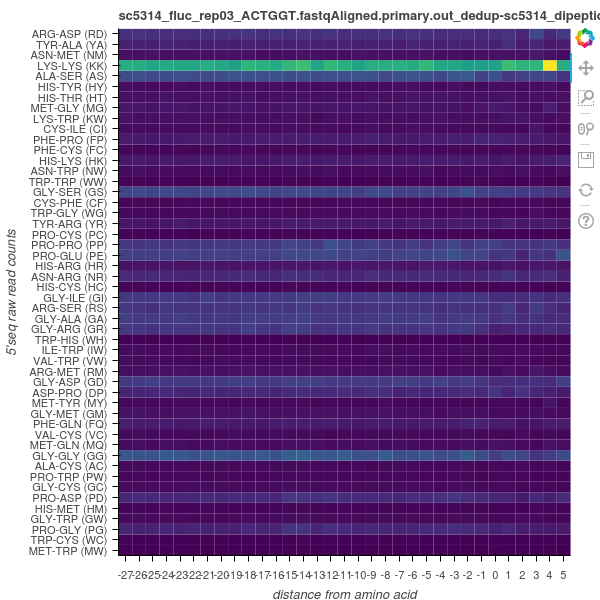 sc5314_fluc_rep03_ACTGGT.fastqAligned.primary.out_dedup-sc5314_dipeptic
ARG-ASP (RD)
TYR-ALA (YA)
ASN-MET (NM)
LYS-LYS (KK)
ALA-SER (AS)
HIS-TYR (HY)
HIS-THR (HT)
MET-GLY (MG)
LYS-TRP (KW)
CYS-ILE (CI)
PHE-PRO (FP)
PHE-CYS (FC)
HIS-LYS (HK)
ASN-TRP (NW)
TRP-TRP (WW)
GLY-SER (GS)
CYS-PHE (CF)
TRP-GLY (WG)
TYR-ARG (YR)
PRO-CYS (PC)
PRO-PRO (PP)
PRO-GLU (PE)
HIS-ARG (HR)
ASN-ARG (NR)
HIS-CYS (HC)
GLY-ILE (GI)
ARG-SER (RS)
GLY-ALA (GA)
GLY-ARG (GR)
TRP-HIS (WH)
ILE-TRP (IW)
VAL-TRP (VW)
ARG-MET (RM)
GLY-ASP (GD)
ASP-PRO (DP)
MET-TYR (MY)
GLY-MET (GM)
PHE-GLN (FQ)
VAL-CYS (VC)
MET-GLN (MQ)
GLY-GLY (GG)
ALA-CYS (AC)
PRO-TRP (PW)
GLY-CYS (GC)
PRO-ASP (PD)
HIS-MET (HM)
GLY-TRP (GW)
PRO-GLY (PG)
TRP-CYS (WC)
MET-TRP (MW)
5'seq raw read counts
-27-26-25-24-23-22-21-20-19-18-17-16-15-14-13-12-11-10-9 -8 -7 -6 -5 -4 -3 -2 -1 0 1 2 3 4 5
distance from amino acid